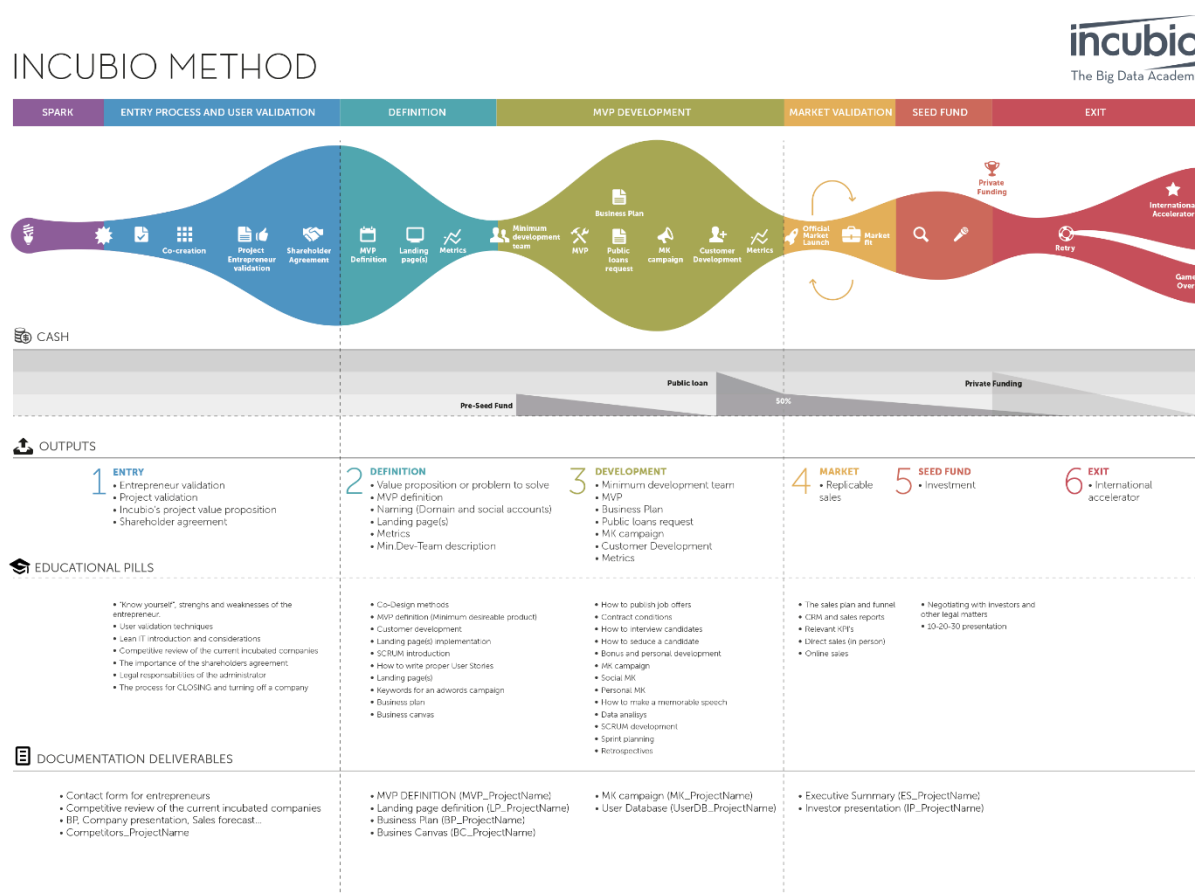 INCUBIO METHOD
incubio
The Big Data Academ
SPARK
ENTRY PROCESS AND USER VALIDATION
DEFINITION
MVP DEVELOPMENT
MARKET VALIDATION
SEED FUND
EXIT
Co-creation
Project
Entrepreneur
validation
Shareholder
Agreement
MVP
Definition
Landing
page(s)
Metrics
Minimum
development
team
MVP
Business Plan
Public
loans
request
MK
campaign
Customer
Development
Metrics
Official
Market
Launch
Market
fit
Private
Funding
Retry
International
Accelerator
Game
Over
CASH
Pre-Seed Fund
Public loan
50%
Private Funding
OUTPUTS
1 ENTRY
• Entrepreneur validation
• Project validation
• Incubio's project value proposition
• Shareholder agreement
2 DEFINITION
• Value proposition or problem to solve
• MVP definition
• Naming (Domain and social accounts)
• Landing page(s)
• Metrics
• Min.Dev-Team description
3 DEVELOPMENT
• Minimum development team
• MVP
• Business Plan
• Public loans request
• MK campaign
• Customer Development
• Metrics
4 MARKET
• Replicable
sales
5 SEED FUND
• Investment
6 EXIT
• International
accelerator
EDUCATIONAL PILLS
• "Know yourself", strenghs and weaknesses of the
entrepreneur.
• User validation techniques
• Lean IT introduction and considerations
• Competitive review of the current incubated companies
• The importance of the shareholders agreement
• Legal responsabilities of the administrator
• The process for CLOSING and turning off a company
• Co-Design methods
• MVP definition (Minimum desireable product)
• Customer development
• Landing page(s) implementation
• SCRUM introduction
• How to write proper User Stories
• Landing page(s)
• Keywords for an adwords campaign
• Business plan
• Business canvas
• How to publish job offers
• Contract conditions
• How to interview candidates
• How to seduce a candidate
• Bonus and personal development
• MK campaign
• Social MK
• Personal MK
• How to make a memorable speech
• Data analisys
• SCRUM development
• Sprint planning
• Retrospectives
• The sales plan and funnel
• CRM and sales reports
• Relevant KPI's
• Direct sales (in person)
• Online sales
• Negotiating with investors and
other legal matters
• 10-20-30 presentation
DOCUMENTATION DELIVERABLES
• Contact form for entrepreneurs
• Competitive review of the current incubated companies
• BP, Company presentation, Sales forecast...
• Competitors_ProjectName
• MVP DEFINITION (MVP_ProjectName)
• Landing page definition (LP_ProjectName)
• Business Plan (BP_ProjectName)
• Busines Canvas (BC_ProjectName)
• MK campaign (MK_ProjectName)
• User Database (UserDB_ProjectName)
• Executive Summary (ES_ProjectName)
• Investor presentation (IP_ProjectName)